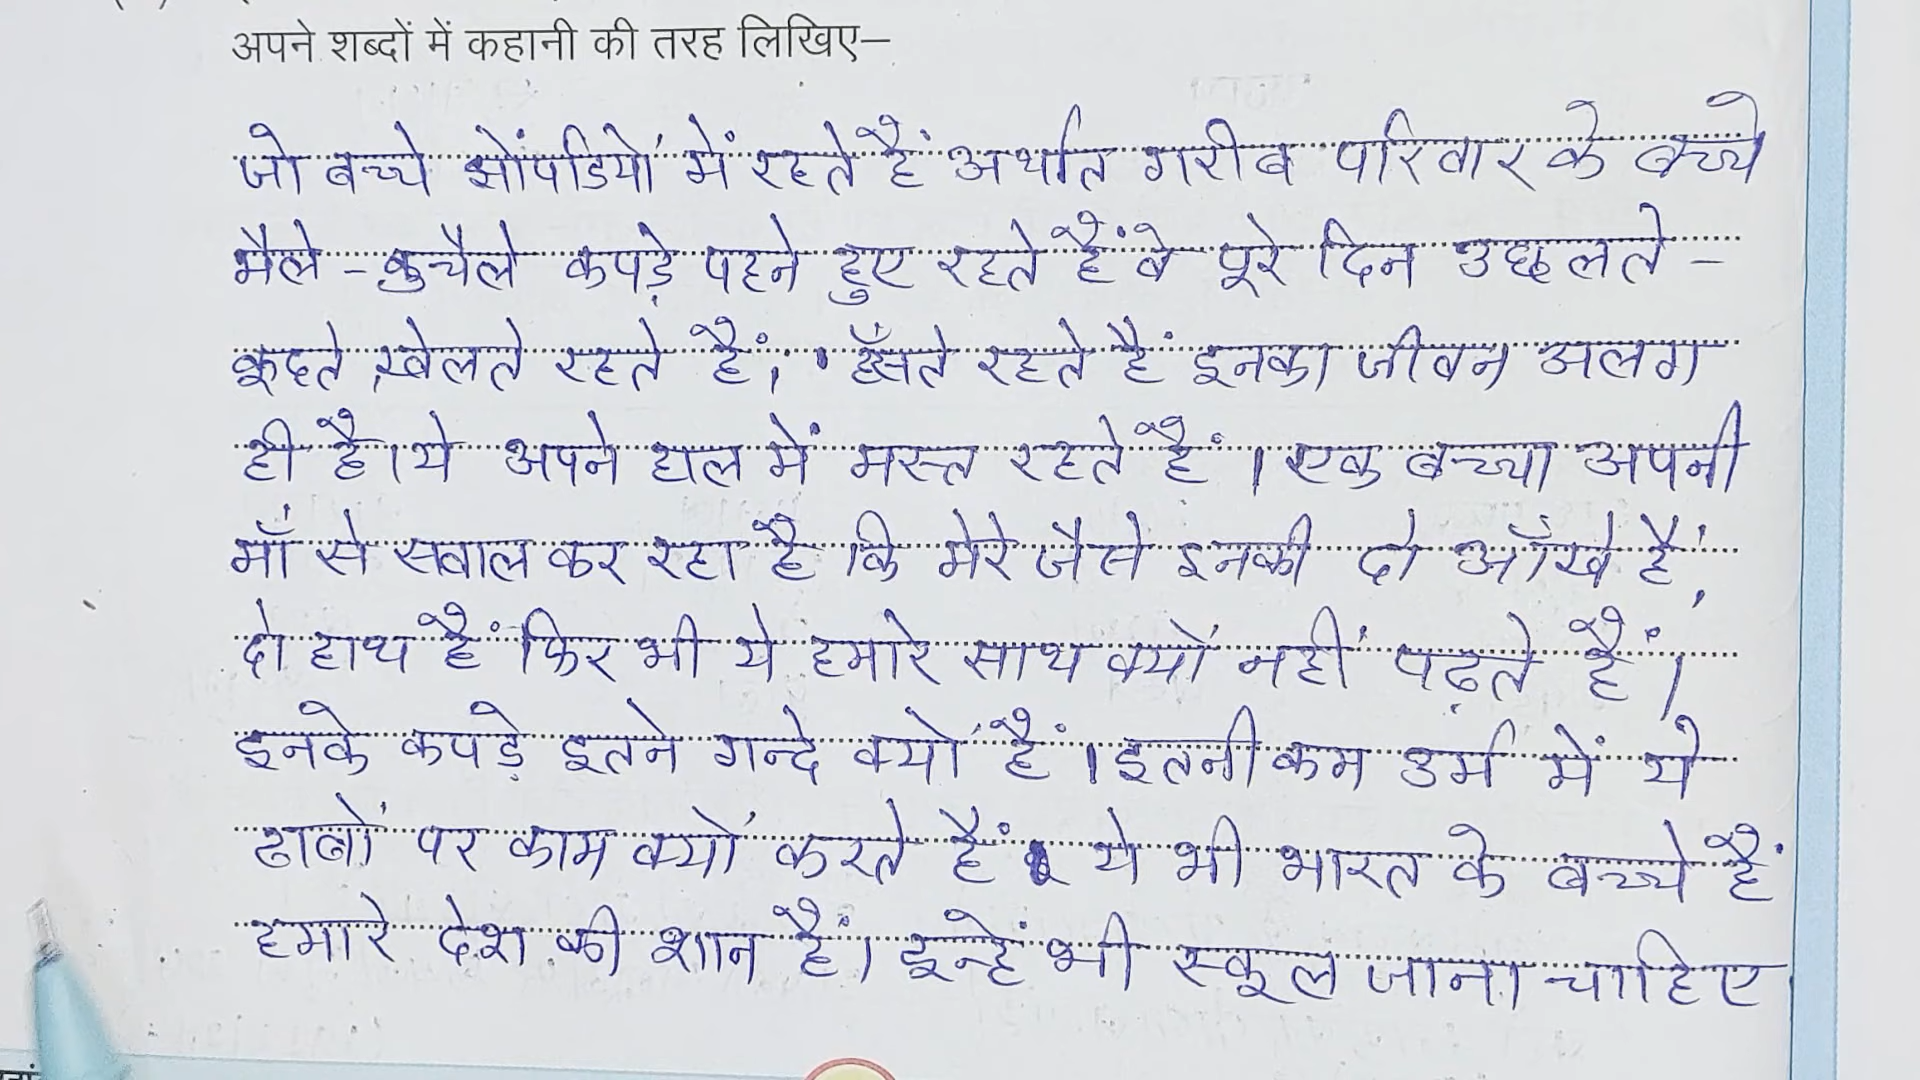 अपने शब्दों में कहानी की तरह लिखिए–
जो बच्चे झोंपडियों में रहते हैं अर्थात गरीब परिवार के बच्चे
मैले - कुचैले कपड़े पहने हुए रहते हैं वे पूरे दिन उछलते -
कूदते, खेलते रहते हैं, हँसते रहते हैं इनका जीवन अलग
ही है। ये अपने हाल में मस्त रहते हैं । एक बच्चा अपनी
माँ से सवाल कर रहा है कि मेरे जैसे इनकी दो आँखे हैं,
दो हाथ हैं फिर भी ये हमारे साथ क्यों नहीं पढ़ते हैं।
इनके कपड़े इतने गन्दे क्यों हैं । इतनी कम उर्म में ये
ढाबों पर काम क्यों करते हैं । ये भी भारत के बच्चे हैं
हमारे देश की शान हैं। इन्हें भी स्कूल जाना चाहिए